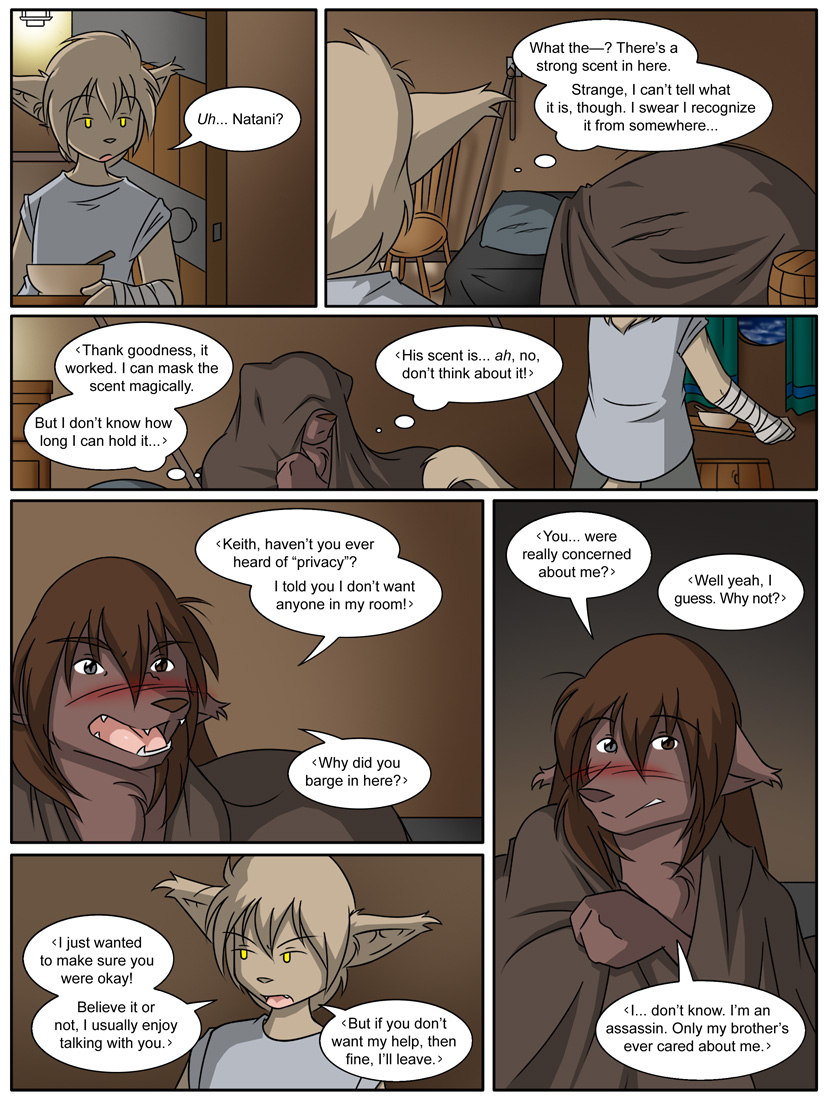 Uh... Natani?
What the—? There's a
strong scent in here.
Strange, I can't tell what
it is, though. I swear I recognize
it from somewhere...
‹Thank goodness, it
worked. I can mask the
scent magically.
But I don't know how
long I can hold it...›
‹His scent is... ah, no,
don't think about it!›
‹Keith, haven't you ever
heard of "privacy"?
I told you I don't want
anyone in my room!›
‹Why did you
barge in here?›
‹I just wanted
to make sure you
were okay!
Believe it or
not, I usually enjoy
talking with you.›
‹But if you don't
want my help, then
fine, I'll leave.›
‹You... were
really concerned
about me?›
‹Well yeah, I
guess. Why not?›
‹I... don't know. I'm an
assassin. Only my brother's
ever cared about me.›